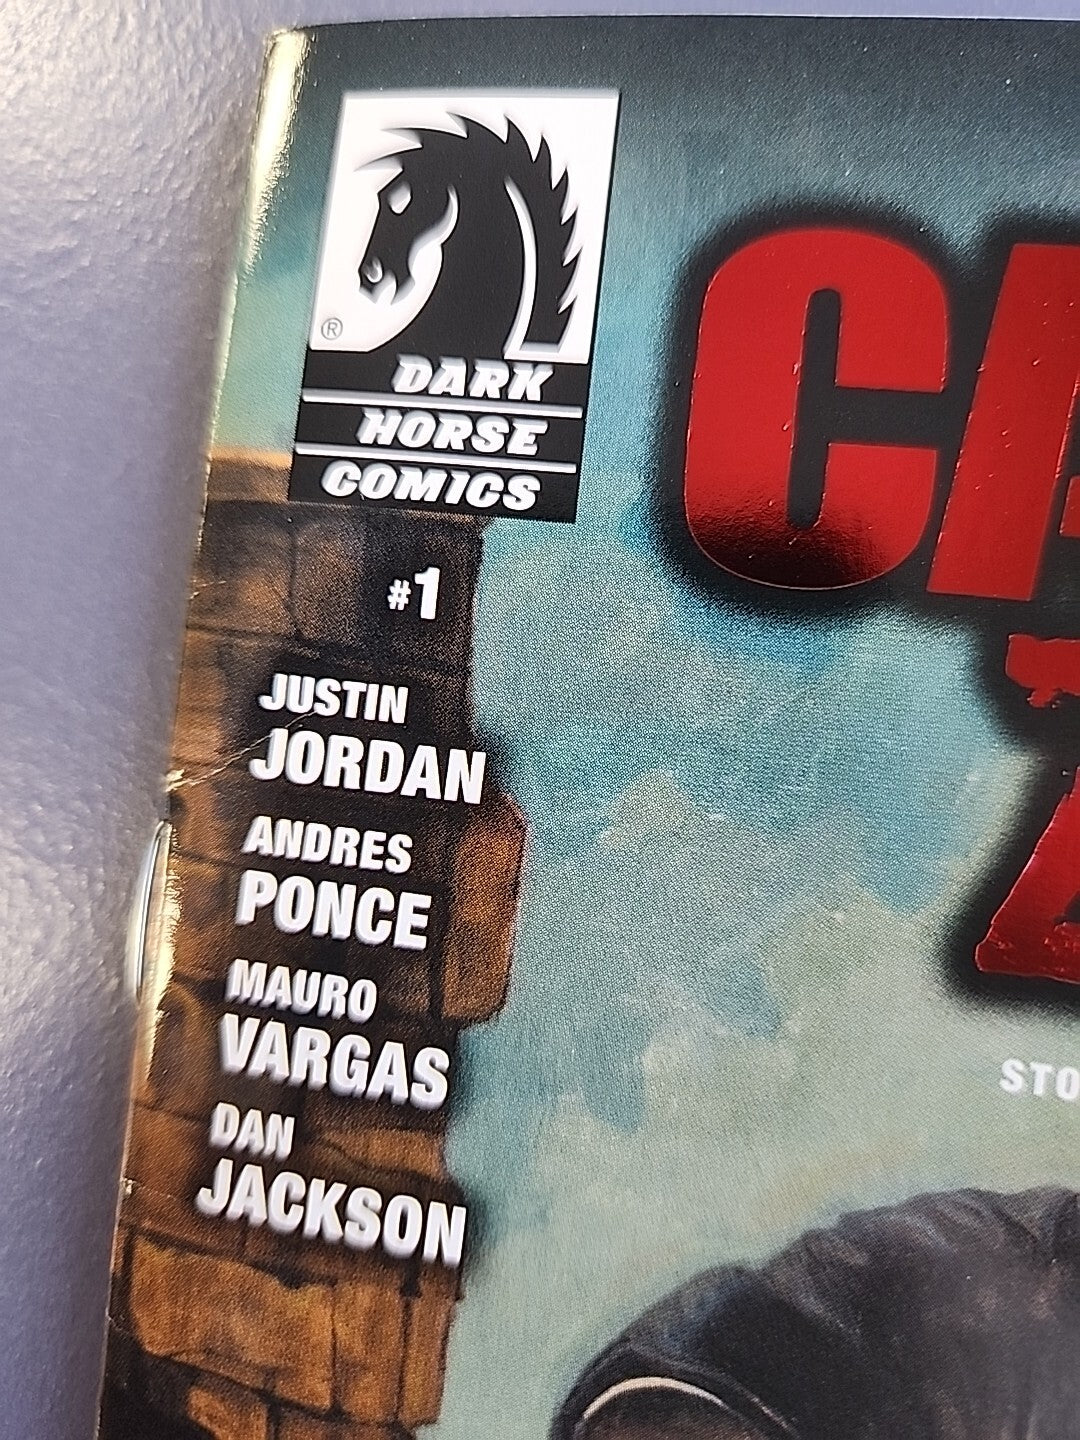 ®
DARK
HORSE
COMICS
#1
JUSTIN
JORDAN
ANDRES
PONCE
MAURO
VARGAS
DAN
JACKSON